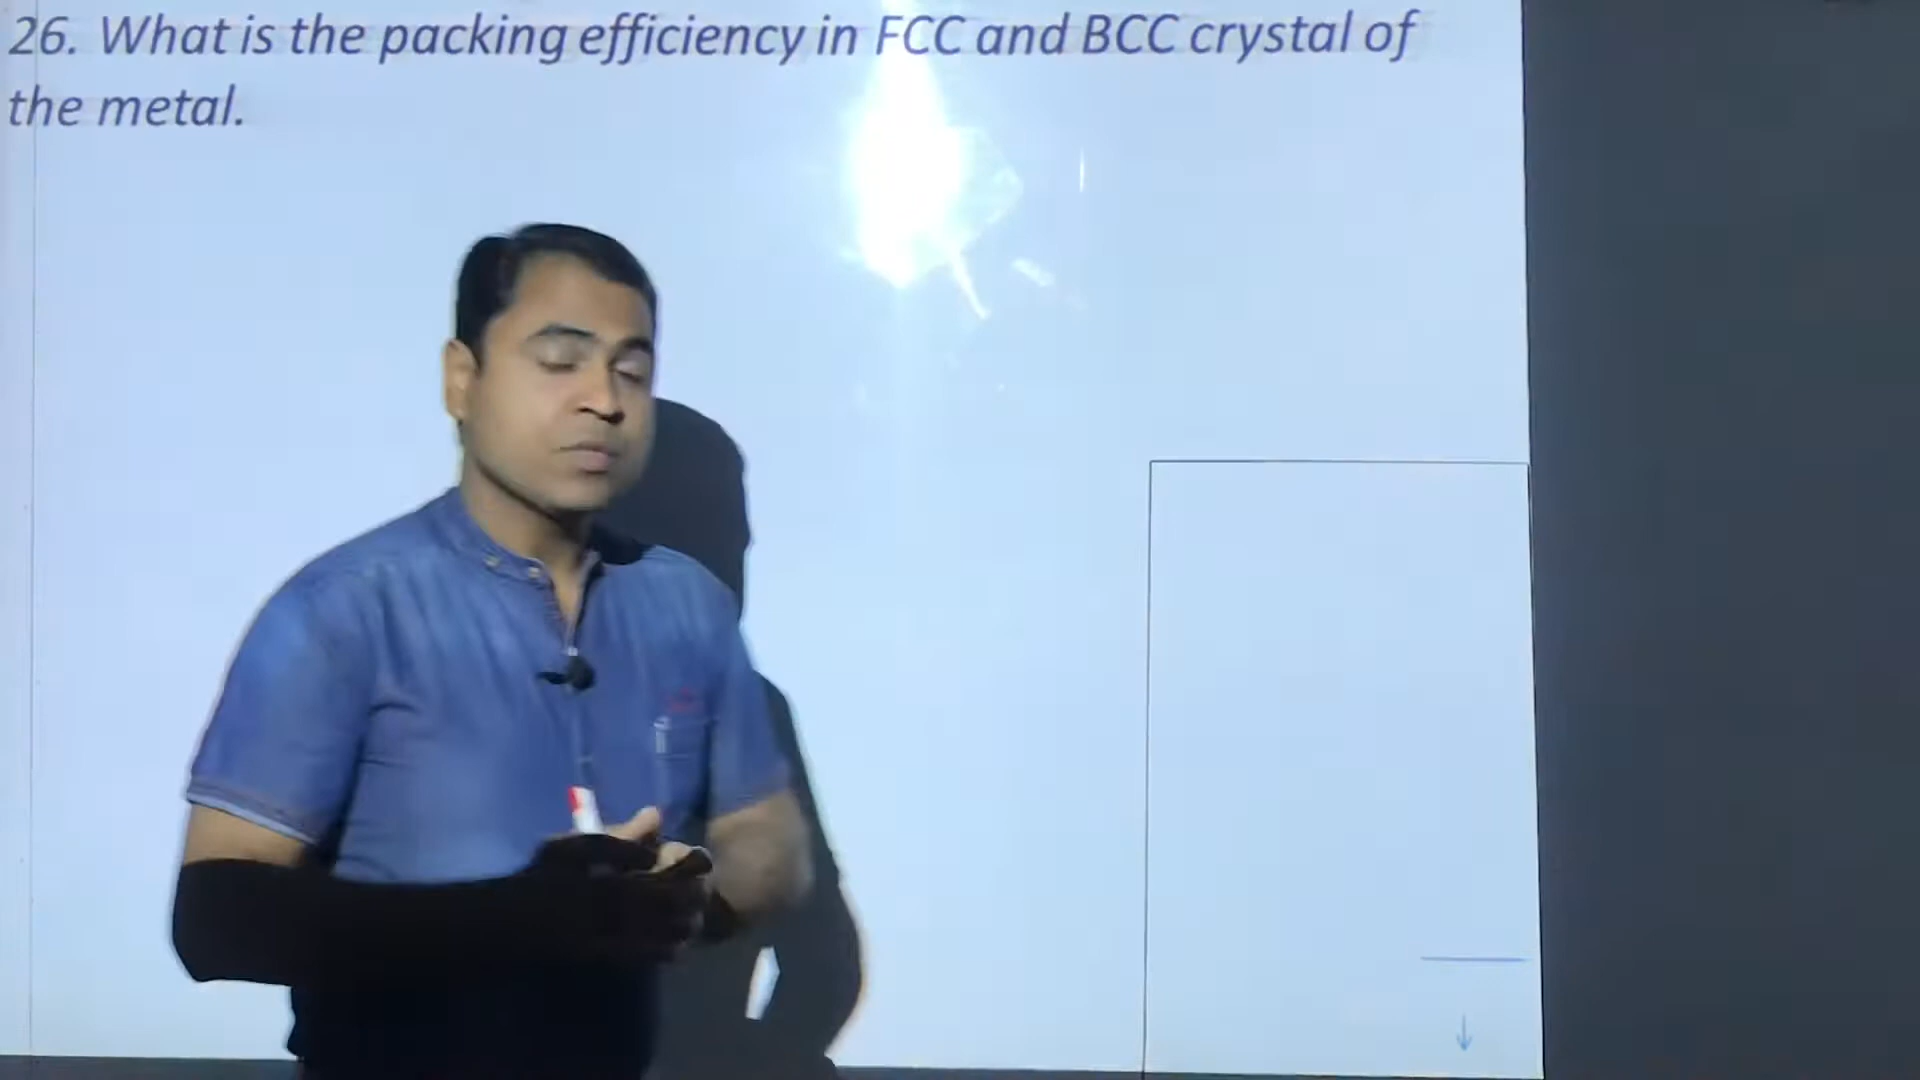 26. What is the packing efficiency in FCC and BCC crystal of
the metal.